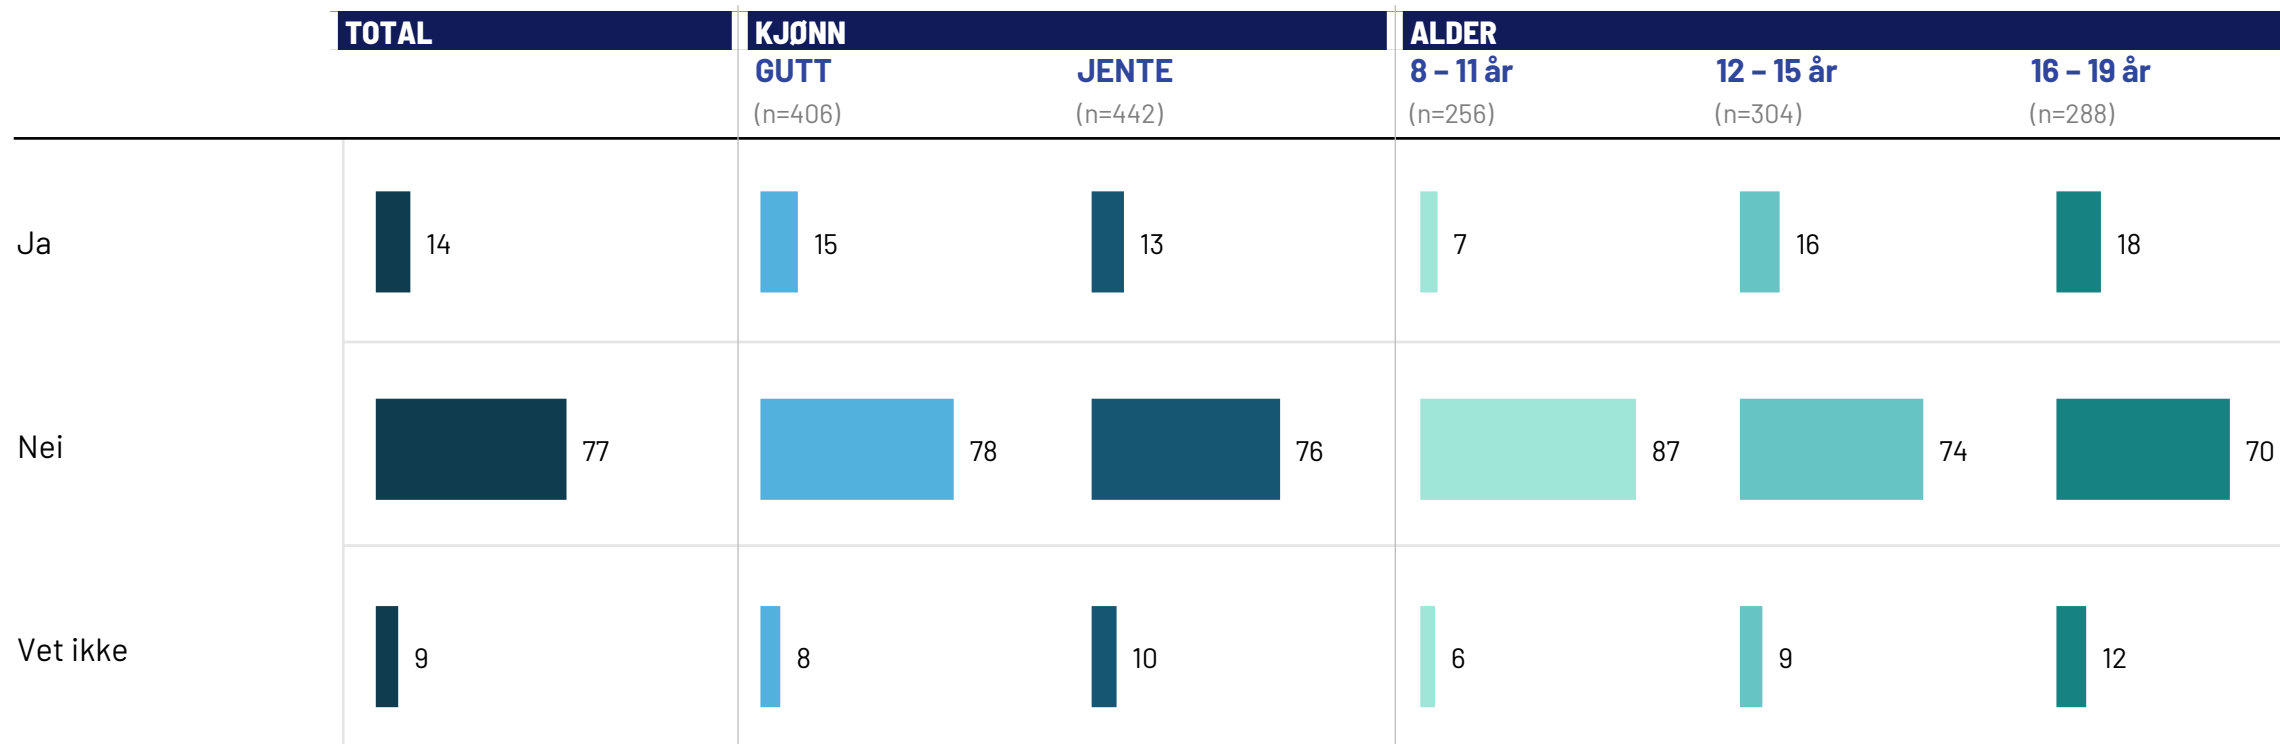 TOTAL KJØNN ALDER
GUTT JENTE 8 – 11 år 12 – 15 år 16 – 19 år
(n=406) (n=442) (n=256) (n=304) (n=288)
Ja 14 15 13 7 16 18
Nei 77 78 76 87 74 70
Vet ikke 9 8 10 6 9 12